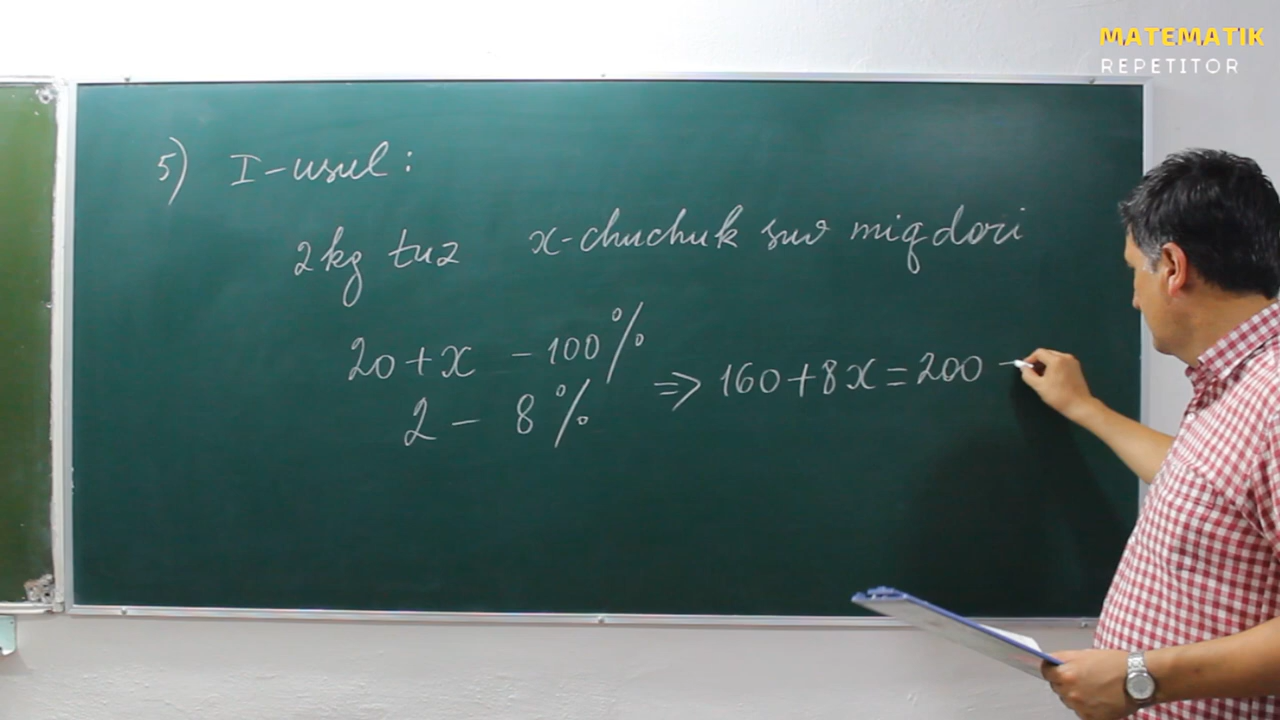 MATEMATIK
REPETITOR
5) I-usul:
2kg tuz x-chuchuk suv miqdori
20+x - 100%
2 - 8%
=> 160+8x=200 -